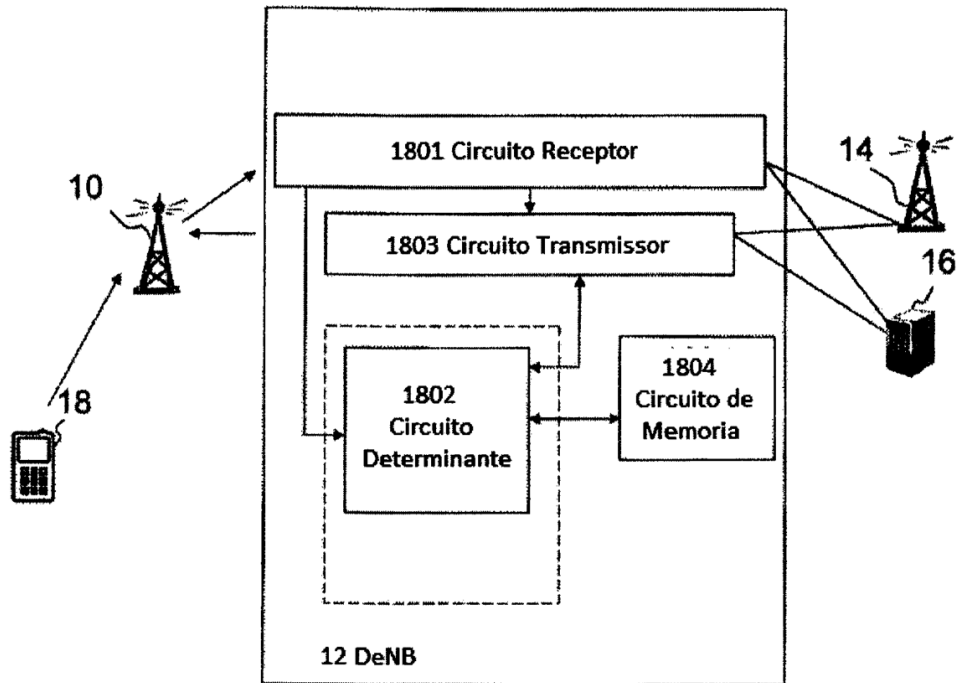 1801 Circuito Receptor
14
10
1803 Circuito Transmissor
16
1802
Circuito
Determinante
1804
Circuito de
Memoria
18
12 DeNB